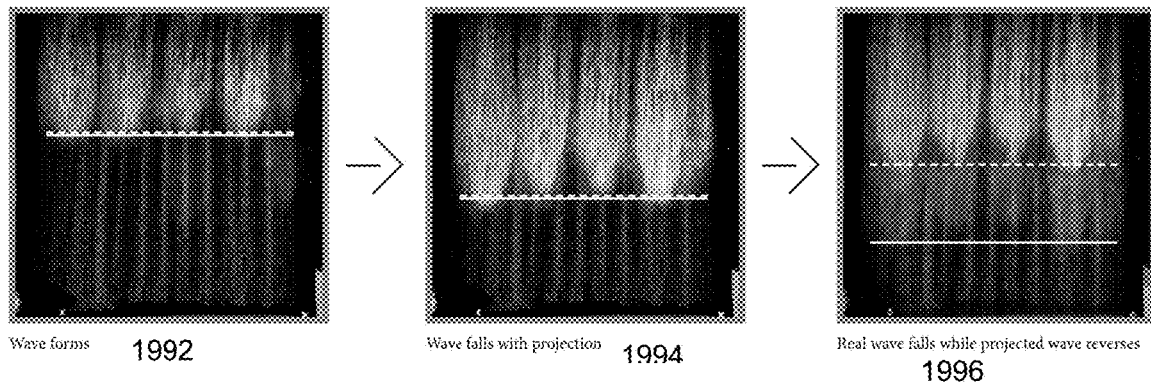 Wave forms
1992
Wave falls with projection
1994
Real wave falls while projected wave reverses
1996